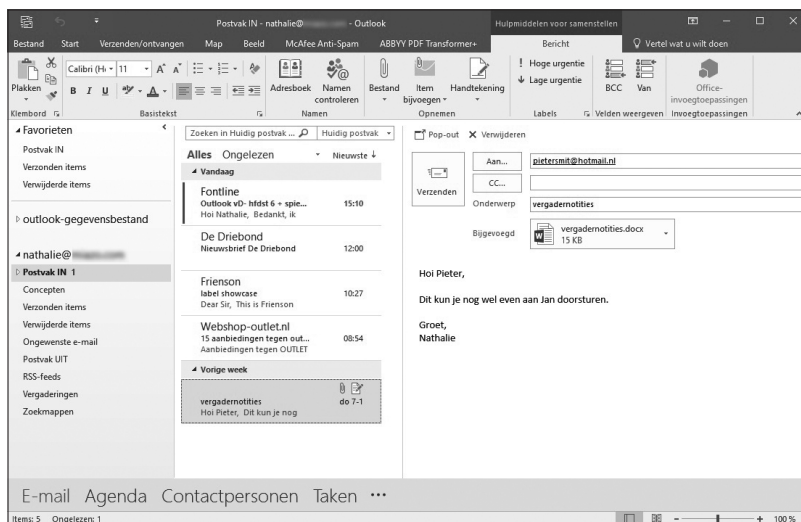 Postvak IN - nathalie@ - Outlook
Hulpmiddelen voor samenstellen
Bestand Start Verzenden/ontvangen Map Beeld McAfee Anti-Spam ABBYY PDF Transformer+ Bericht Vertel wat u wilt doen
Plakken
Calibri (H 11
B I U
Adresboek
Namen controleren
Bestand
Item bijvoegen
Handtekening
Hoge urgentie
Lage urgentie
BCC
Van
Office-invoegtoepassingen
Klembord Basistekst Namen Opnemen Labels Velden weergeven Invoegtoepassingen
Favorieten
Postvak IN
Verzonden items
Verwijderde items
outlook-gegevensbestand
nathalie@
Postvak IN 1
Concepten
Verzonden items
Verwijderde items
Ongewenste e-mail
Postvak UIT
RSS-feeds
Vergaderingen
Zoekmappen
Zoeken in Huidig postvak ... Huidig postvak
Alles Ongelezen Nieuwste ↓
Vandaag
Fontline
Outlook vD- hfdst 6 + spie... 15:10
Hoi Nathalie, Bedankt, ik
De Driebond
Nieuwsbrief De Driebond 12:00
Frienson
label showcase 10:27
Dear Sir, This is Frienson
Webshop-outlet.nl
15 aanbiedingen tegen out... 08:54
Aanbiedingen tegen OUTLET
Vorige week
vergadernotities do 7-1
Hoi Pieter, Dit kun je nog
Pop-out Verwijderen
Verzenden
Aan... pietersmit@hotmail.nl
CC...
Onderwerp vergadernotities
Bijgevoegd vergadernotities.docx
15 KB
Hoi Pieter,
Dit kun je nog wel even aan Jan doorsturen.
Groet,
Nathalie
E-mail Agenda Contactpersonen Taken ...
Items: 5 Ongelezen: 1 100 %